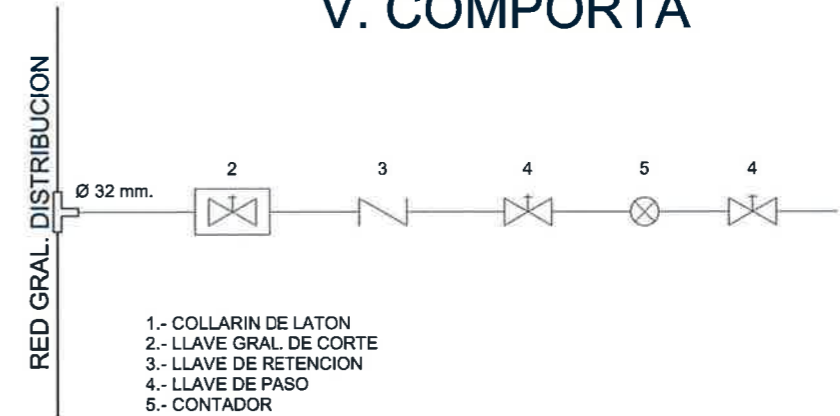 V. COMPORTA
RED GRAL. DISTRIBUCION
Ø 32 mm.
2
3
4
5
4
1.- COLLARIN DE LATON
2.- LLAVE GRAL. DE CORTE
3.- LLAVE DE RETENCION
4.- LLAVE DE PASO
5.- CONTADOR